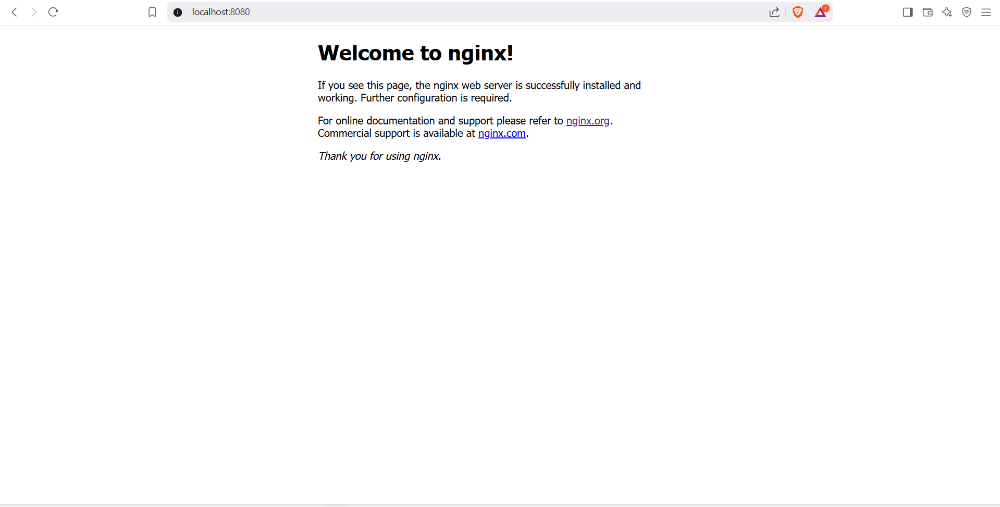 localhost:8080
1
Welcome to nginx!
If you see this page, the nginx web server is successfully installed and
working. Further configuration is required.
For online documentation and support please refer to nginx.org.
Commercial support is available at nginx.com.
Thank you for using nginx.